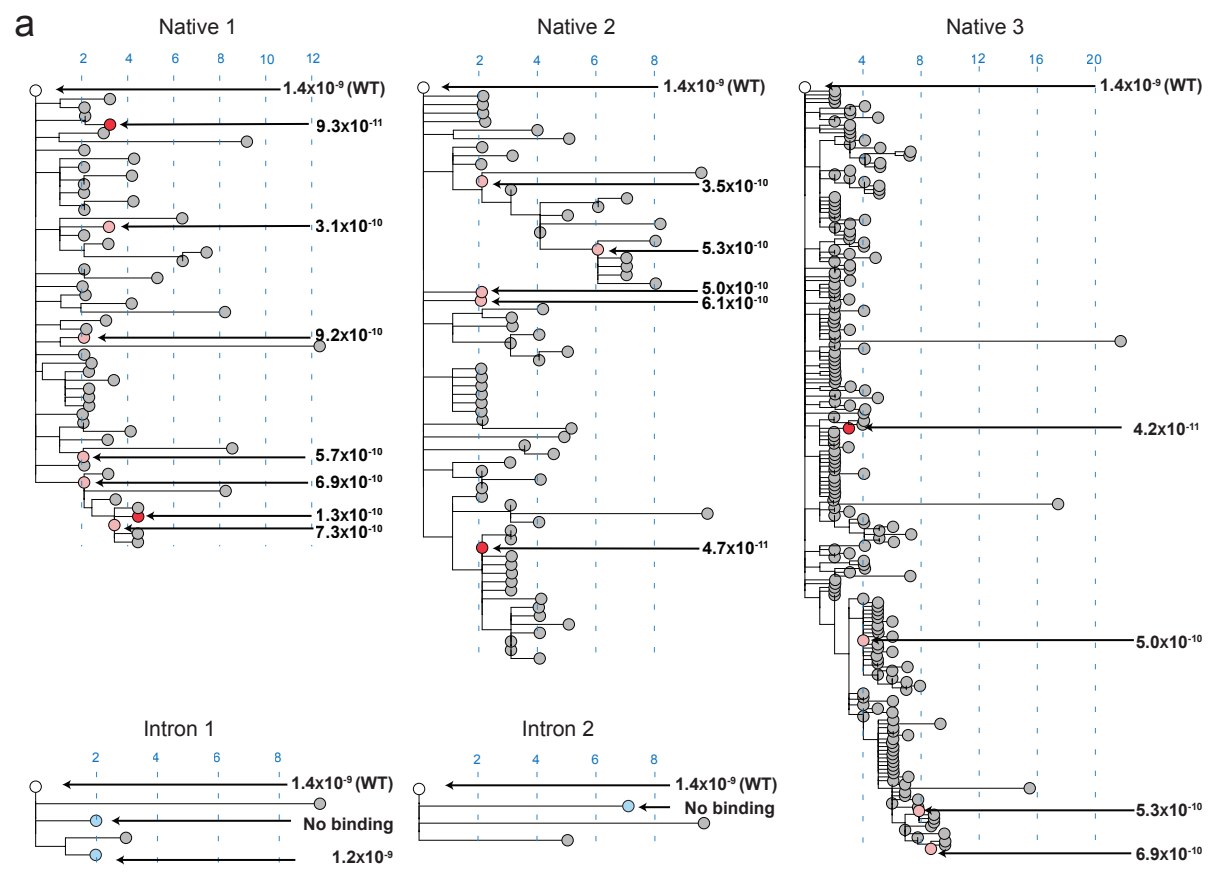 a
Native 1
2 4 6 8 10 12
1.4x10⁻⁹ (WT)
9.3x10⁻¹¹
3.1x10⁻¹⁰
9.2x10⁻¹⁰
5.7x10⁻¹⁰
6.9x10⁻¹⁰
1.3x10⁻¹⁰
7.3x10⁻¹⁰
Native 2
2 4 6 8
1.4x10⁻⁹ (WT)
3.5x10⁻¹⁰
5.3x10⁻¹⁰
5.0x10⁻¹⁰
6.1x10⁻¹⁰
4.7x10⁻¹¹
Native 3
4 8 12 16 20
1.4x10⁻⁹ (WT)
4.2x10⁻¹¹
5.0x10⁻¹⁰
5.3x10⁻¹⁰
6.9x10⁻¹⁰
Intron 1
2 4 6 8
1.4x10⁻⁹ (WT)
No binding
1.2x10⁻⁹
Intron 2
2 4 6 8
1.4x10⁻⁹ (WT)
No binding